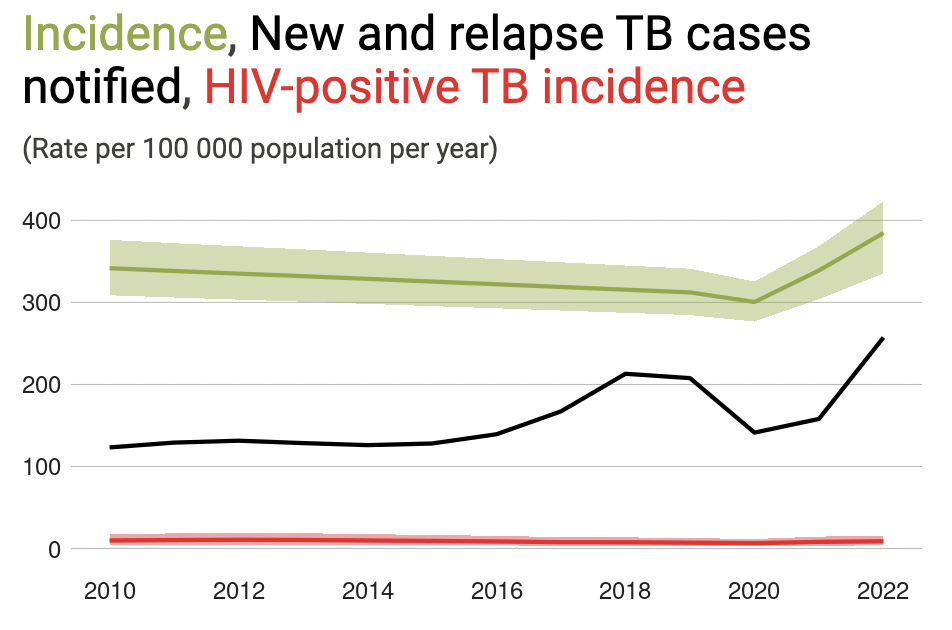 Incidence, New and relapse TB cases
notified, HIV-positive TB incidence
(Rate per 100 000 population per year)
400
300
200
100
0
2010 2012 2014 2016 2018 2020 2022